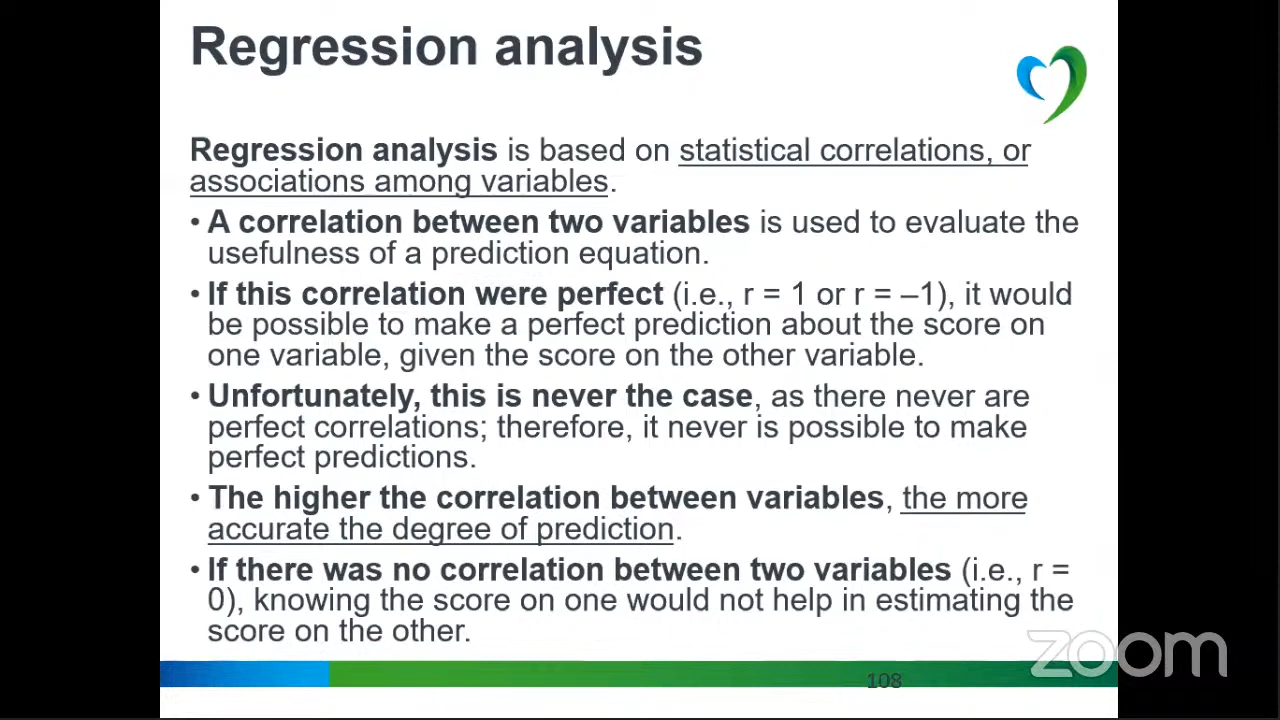 Regression analysis
Regression analysis is based on statistical correlations, or
associations among variables.
• A correlation between two variables is used to evaluate the
usefulness of a prediction equation.
• If this correlation were perfect (i.e., r = 1 or r = –1), it would
be possible to make a perfect prediction about the score on
one variable, given the score on the other variable.
• Unfortunately, this is never the case, as there never are
perfect correlations; therefore, it never is possible to make
perfect predictions.
• The higher the correlation between variables, the more
accurate the degree of prediction.
• If there was no correlation between two variables (i.e., r =
0), knowing the score on one would not help in estimating the
score on the other.
zoom
108